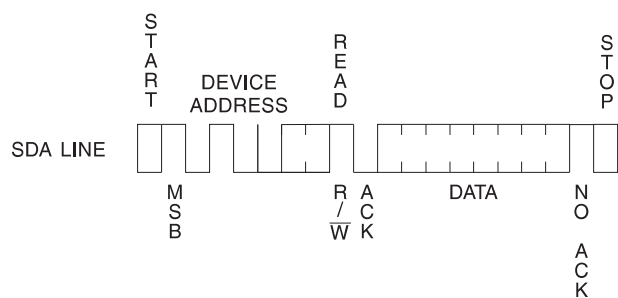 START
DEVICE
ADDRESS
READ
STOP
SDA LINE
MSB
R/W
ACK
DATA
NO ACK